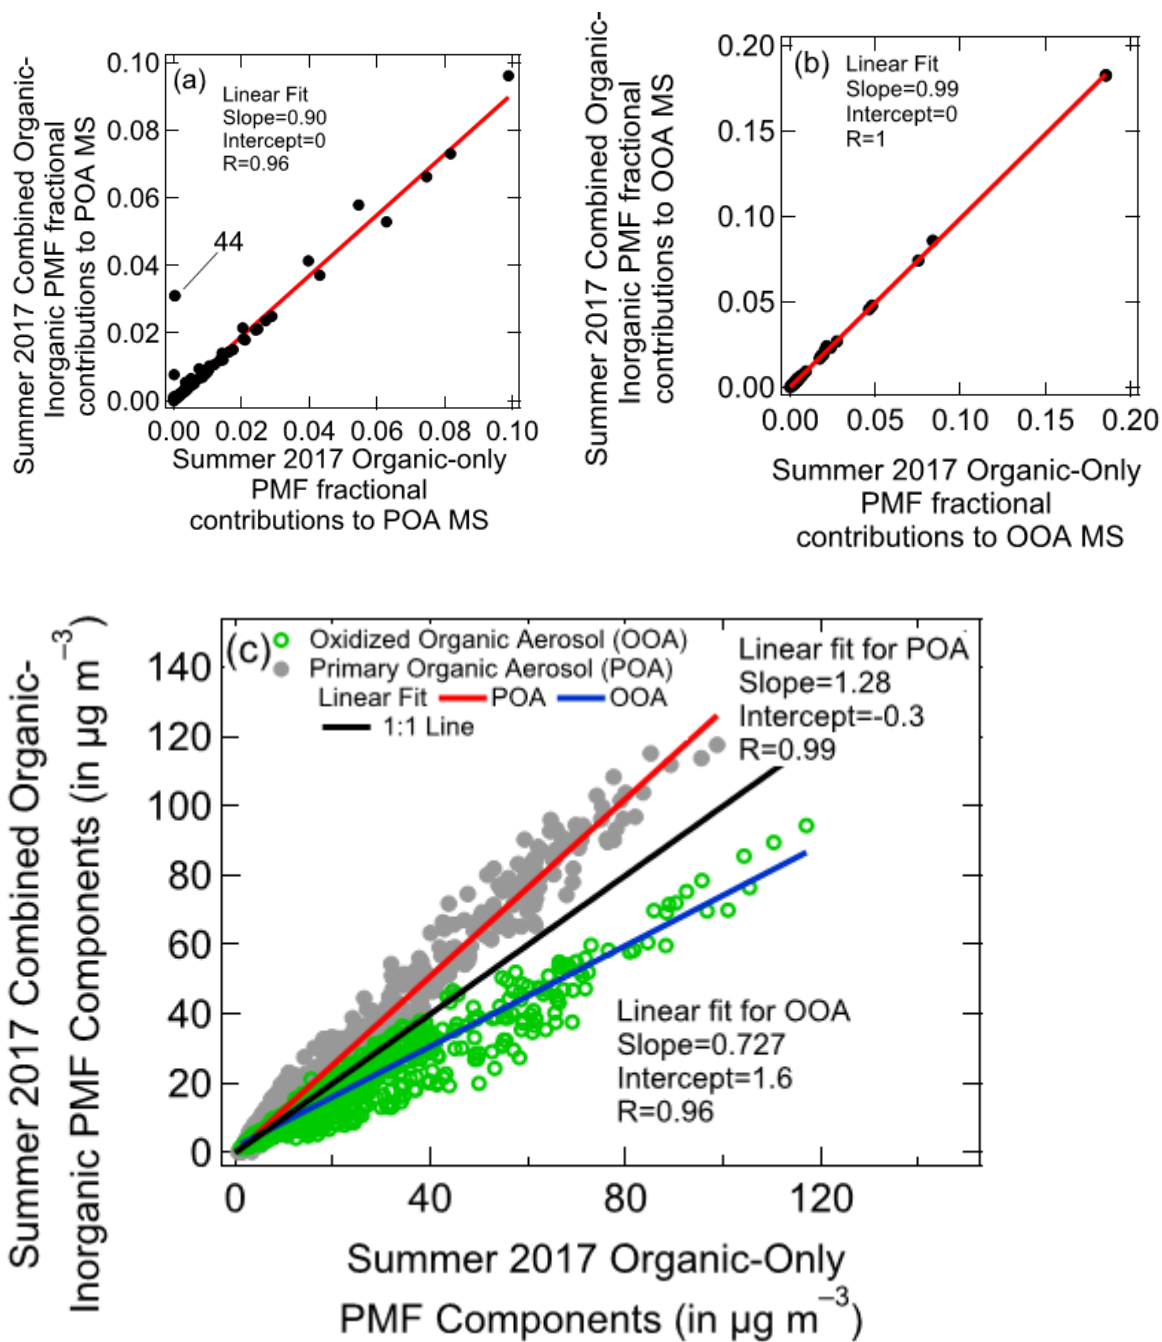 Summer 2017 Combined Organic-
Inorganic PMF fractional
contributions to POA MS
(a)
Linear Fit
Slope=0.90
Intercept=0
R=0.96
44
0.10
0.08
0.06
0.04
0.02
0.00
0.00 0.02 0.04 0.06 0.08 0.10
Summer 2017 Organic-only
PMF fractional
contributions to POA MS
Summer 2017 Combined Organic-
Inorganic PMF fractional
contributions to OOA MS
(b)
Linear Fit
Slope=0.99
Intercept=0
R=1
0.20
0.15
0.10
0.05
0.00
0.00 0.05 0.10 0.15 0.20
Summer 2017 Organic-Only
PMF fractional
contributions to OOA MS
Summer 2017 Combined Organic-
Inorganic PMF Components (in µg m⁻³)
(c)
Oxidized Organic Aerosol (OOA)
Primary Organic Aerosol (POA)
Linear Fit POA OOA
1:1 Line
Linear fit for POA
Slope=1.28
Intercept=-0.3
R=0.99
Linear fit for OOA
Slope=0.727
Intercept=1.6
R=0.96
140
120
100
80
60
40
20
0
0 40 80 120
Summer 2017 Organic-Only
PMF Components (in µg m⁻³)